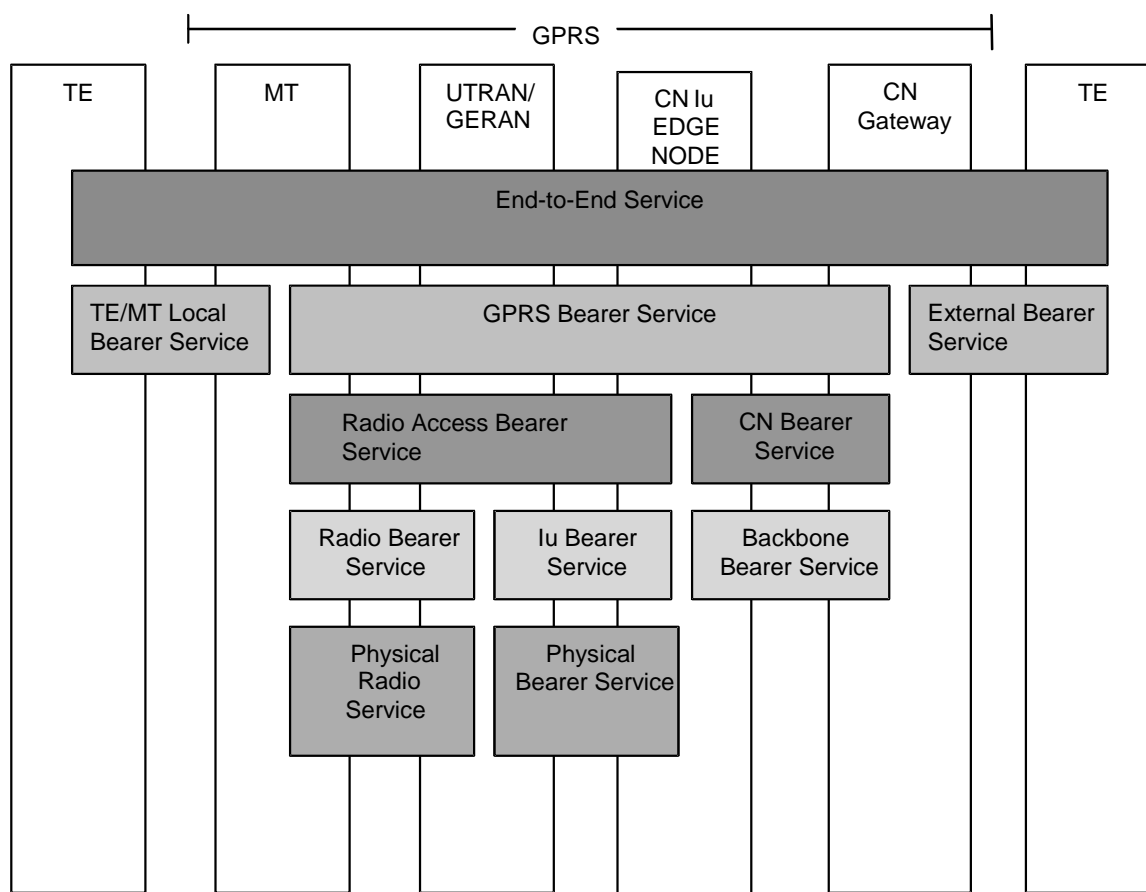 GPRS
TE
MT
UTRAN/
GERAN
CN Iu
EDGE
NODE
CN
Gateway
TE
End-to-End Service
TE/MT Local
Bearer Service
GPRS Bearer Service
External Bearer
Service
Radio Access Bearer
Service
CN Bearer
Service
Radio Bearer
Service
Iu Bearer
Service
Backbone
Bearer Service
Physical
Radio
Service
Physical
Bearer Service